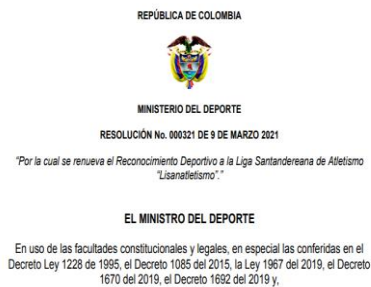 REPÚBLICA DE COLOMBIA
MINISTERIO DEL DEPORTE
RESOLUCIÓN No. 000321 DE 9 DE MARZO 2021
“Por la cual se renueva el Reconocimiento Deportivo a la Liga Santandereana de Atletismo
“Lisanatletismo”.”
EL MINISTRO DEL DEPORTE
En uso de las facultades constitucionales y legales, en especial las conferidas en el
Decreto Ley 1228 de 1995, el Decreto 1085 del 2015, la Ley 1967 del 2019, el Decreto
1670 del 2019, el Decreto 1692 del 2019 y,